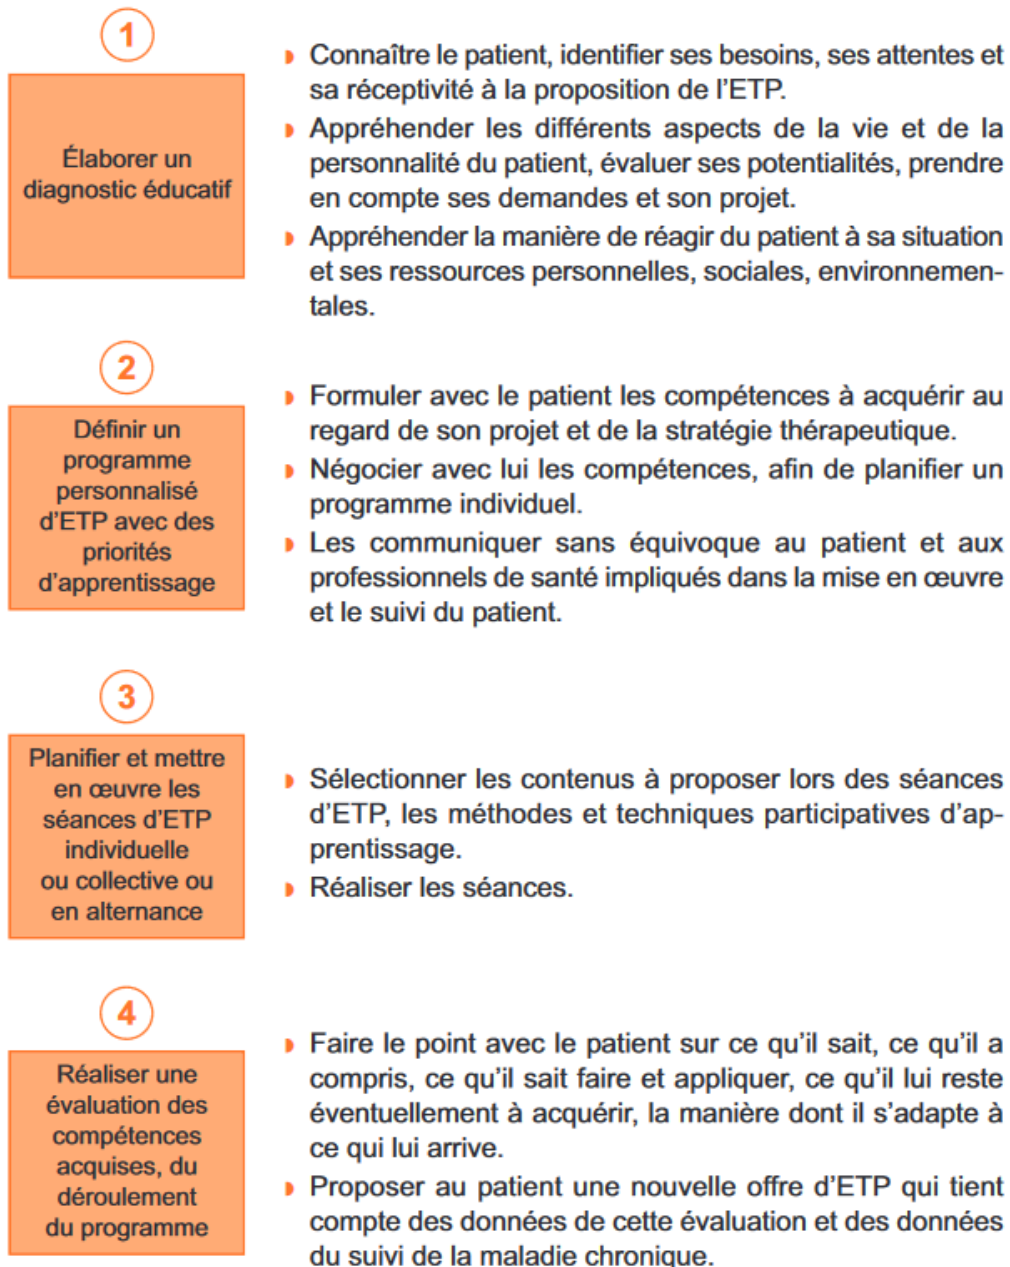 1
Élaborer un
diagnostic éducatif
◗ Connaître le patient, identifier ses besoins, ses attentes et
sa réceptivité à la proposition de l’ETP.
◗ Appréhender les différents aspects de la vie et de la
personnalité du patient, évaluer ses potentialités, prendre
en compte ses demandes et son projet.
◗ Appréhender la manière de réagir du patient à sa situation
et ses ressources personnelles, sociales, environnemen-
tales.
2
Définir un
programme
personnalisé
d’ETP avec des
priorités
d’apprentissage
◗ Formuler avec le patient les compétences à acquérir au
regard de son projet et de la stratégie thérapeutique.
◗ Négocier avec lui les compétences, afin de planifier un
programme individuel.
◗ Les communiquer sans équivoque au patient et aux
professionnels de santé impliqués dans la mise en œuvre
et le suivi du patient.
3
Planifier et mettre
en œuvre les
séances d’ETP
individuelle
ou collective ou
en alternance
◗ Sélectionner les contenus à proposer lors des séances
d’ETP, les méthodes et techniques participatives d’ap-
prentissage.
◗ Réaliser les séances.
4
Réaliser une
évaluation des
compétences
acquises, du
déroulement
du programme
◗ Faire le point avec le patient sur ce qu’il sait, ce qu’il a
compris, ce qu’il sait faire et appliquer, ce qu’il lui reste
éventuellement à acquérir, la manière dont il s’adapte à
ce qui lui arrive.
◗ Proposer au patient une nouvelle offre d’ETP qui tient
compte des données de cette évaluation et des données
du suivi de la maladie chronique.